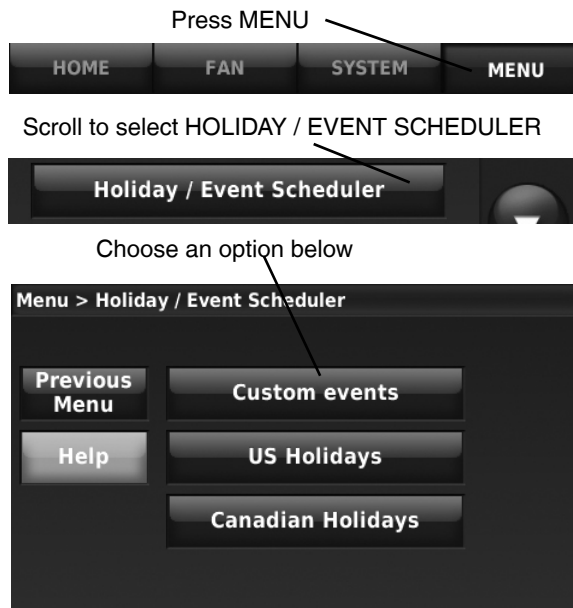 Press MENU
HOME FAN SYSTEM MENU
Scroll to select HOLIDAY / EVENT SCHEDULER
Holiday / Event Scheduler
Choose an option below
Menu > Holiday / Event Scheduler
Previous
Menu
Custom events
Help
US Holidays
Canadian Holidays